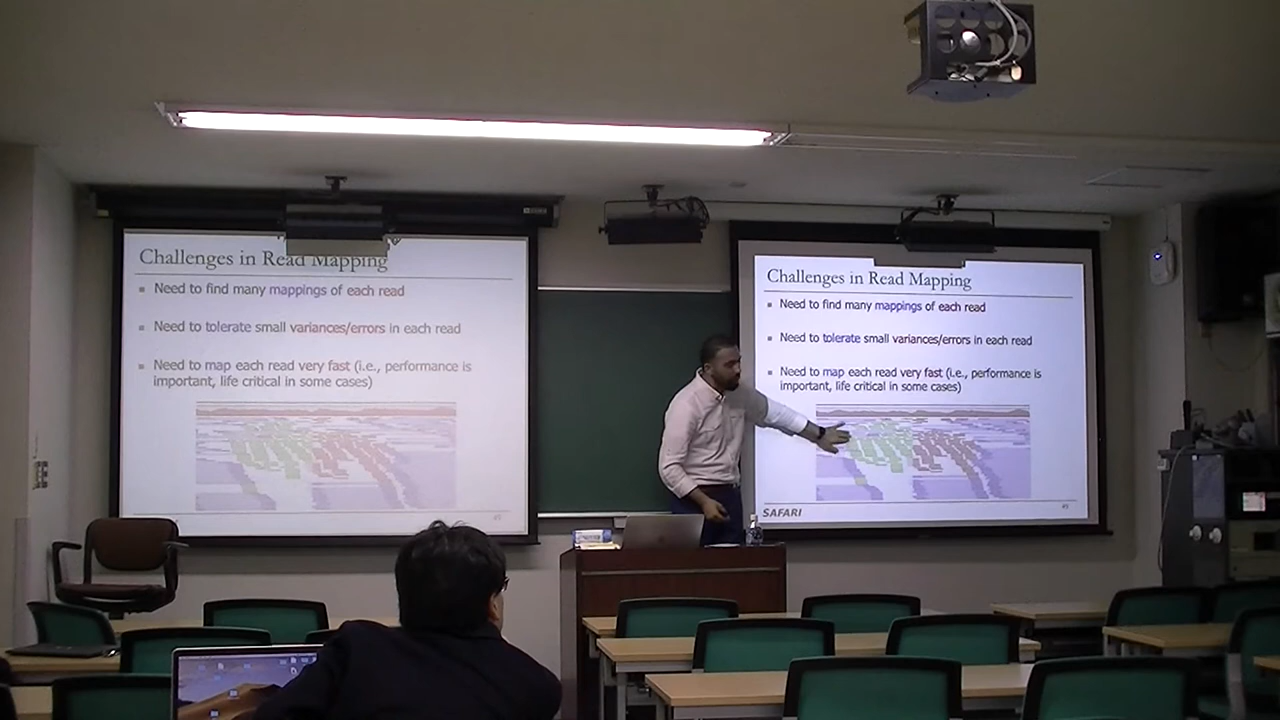 Challenges in Read Mapping
Need to find many mappings of each read
Need to tolerate small variances/errors in each read
Need to map each read very fast (i.e., performance is
important, life critical in some cases)
Challenges in Read Mapping
Need to find many mappings of each read
Need to tolerate small variances/errors in each read
Need to map each read very fast (i.e., performance is
important, life critical in some cases)
SAFARI